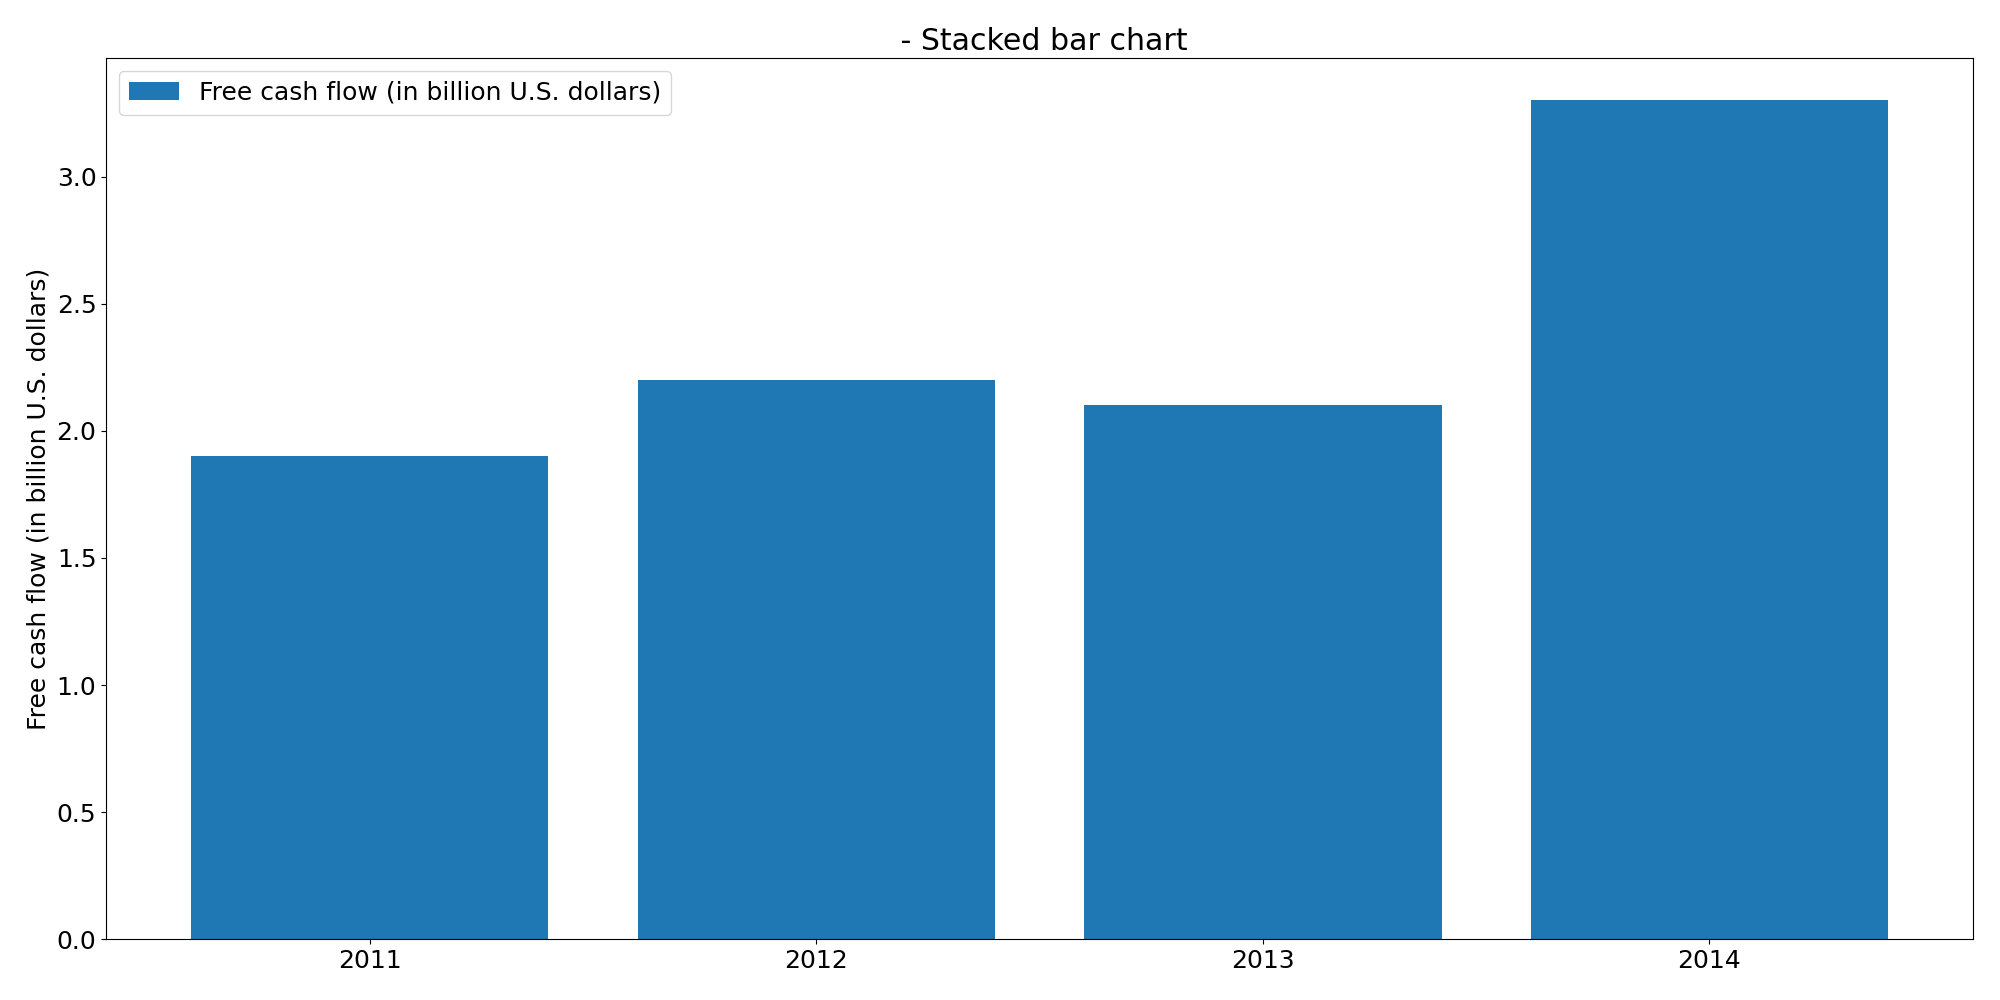 - Stacked bar chart
Free cash flow (in billion U.S. dollars)
Free cash flow (in billion U.S. dollars)
3.0
2.5
2.0
1.5
1.0
0.5
0.0
2011 2012 2013 2014